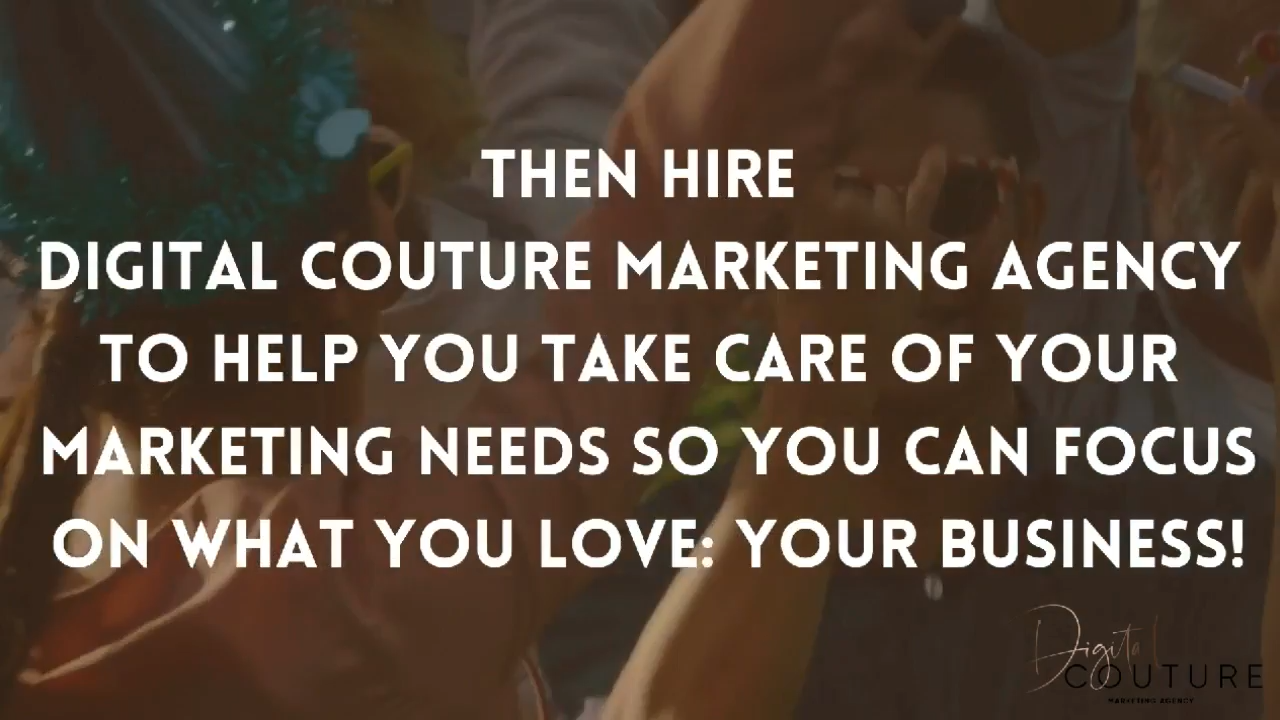 THEN HIRE
DIGITAL COUTURE MARKETING AGENCY
TO HELP YOU TAKE CARE OF YOUR
MARKETING NEEDS SO YOU CAN FOCUS
ON WHAT YOU LOVE: YOUR BUSINESS!
Digital
COUTURE
MARKETING AGENCY